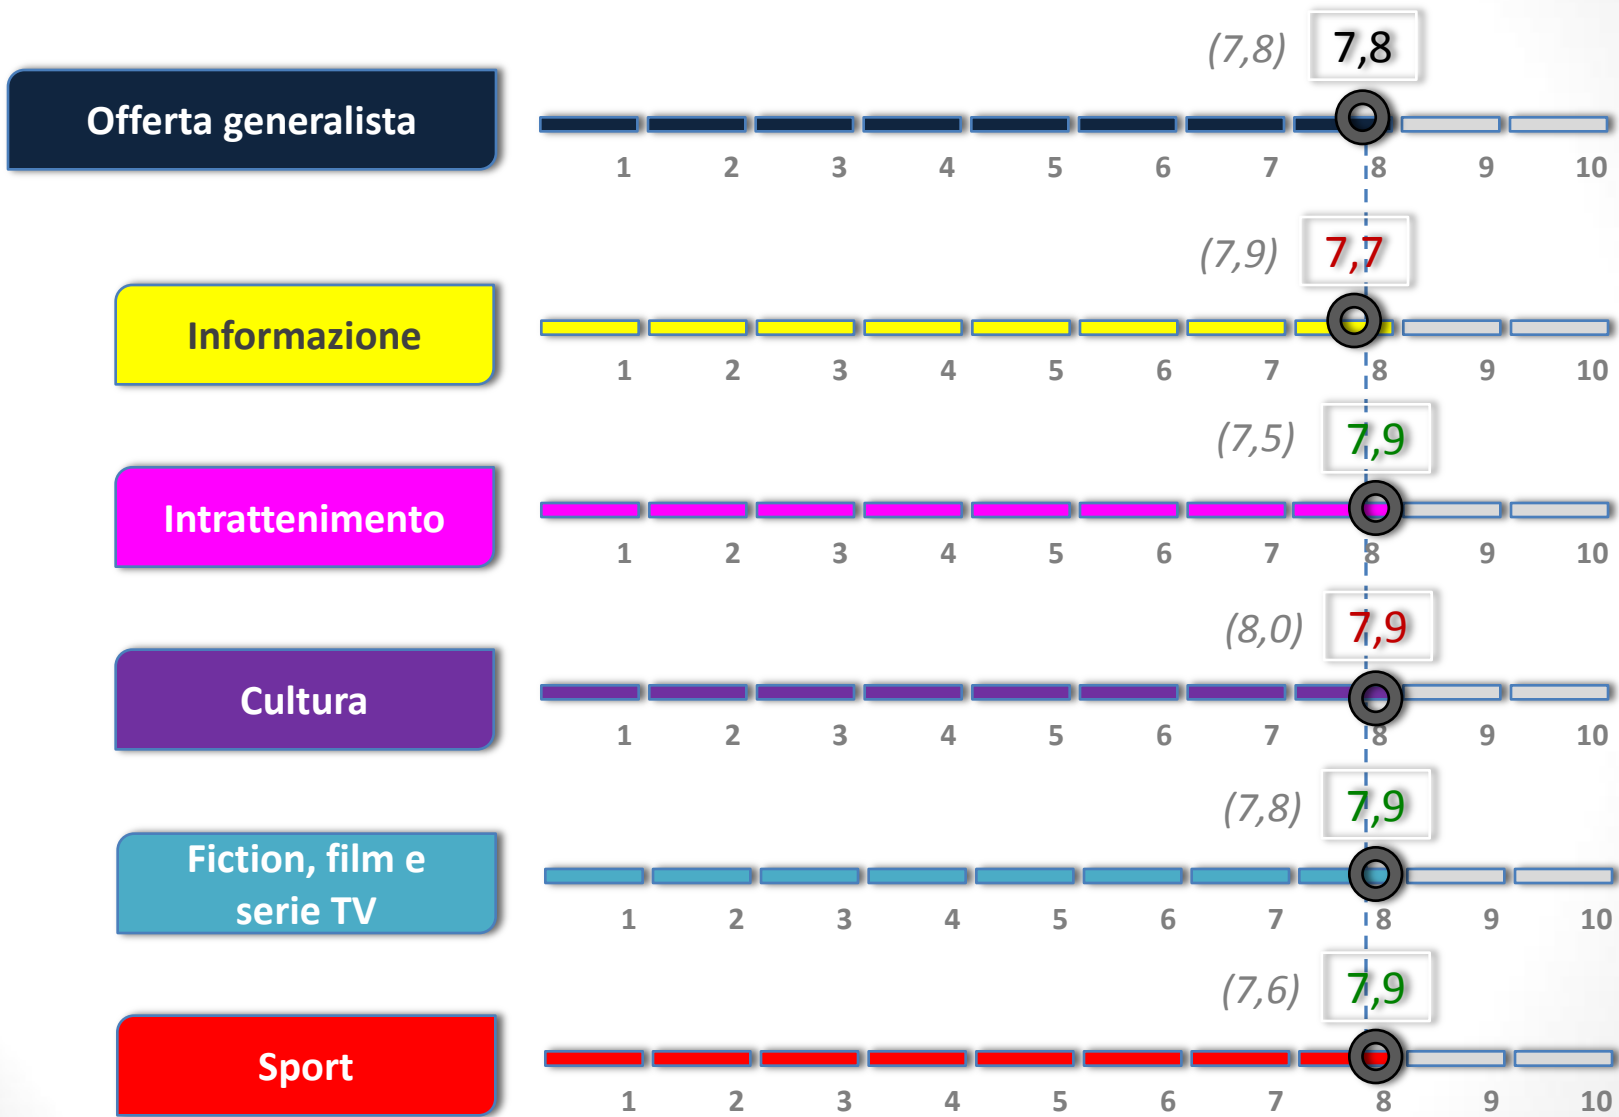 (7,8) 7,8
Offerta generalista
1 2 3 4 5 6 7 8 9 10
(7,9) 7,7
Informazione
1 2 3 4 5 6 7 8 9 10
(7,5) 7,9
Intrattenimento
1 2 3 4 5 6 7 8 9 10
(8,0) 7,9
Cultura
1 2 3 4 5 6 7 8 9 10
(7,8) 7,9
Fiction, film e
serie TV
1 2 3 4 5 6 7 8 9 10
(7,6) 7,9
Sport
1 2 3 4 5 6 7 8 9 10